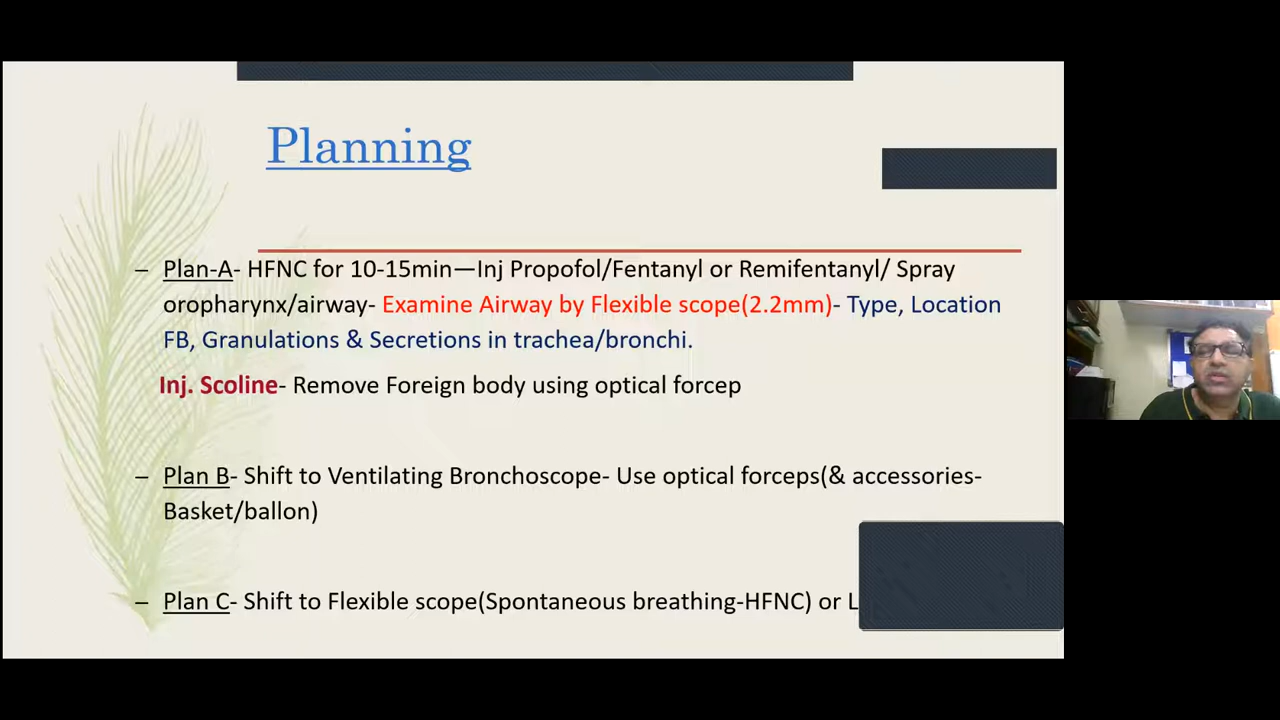 Planning
– Plan-A- HFNC for 10-15min—Inj Propofol/Fentanyl or Remifentanyl/ Spray
oropharynx/airway- Examine Airway by Flexible scope(2.2mm)- Type, Location
FB, Granulations & Secretions in trachea/bronchi.
Inj. Scoline- Remove Foreign body using optical forcep
– Plan B- Shift to Ventilating Bronchoscope- Use optical forceps(& accessories-
Basket/ballon)
– Plan C- Shift to Flexible scope(Spontaneous breathing-HFNC) or